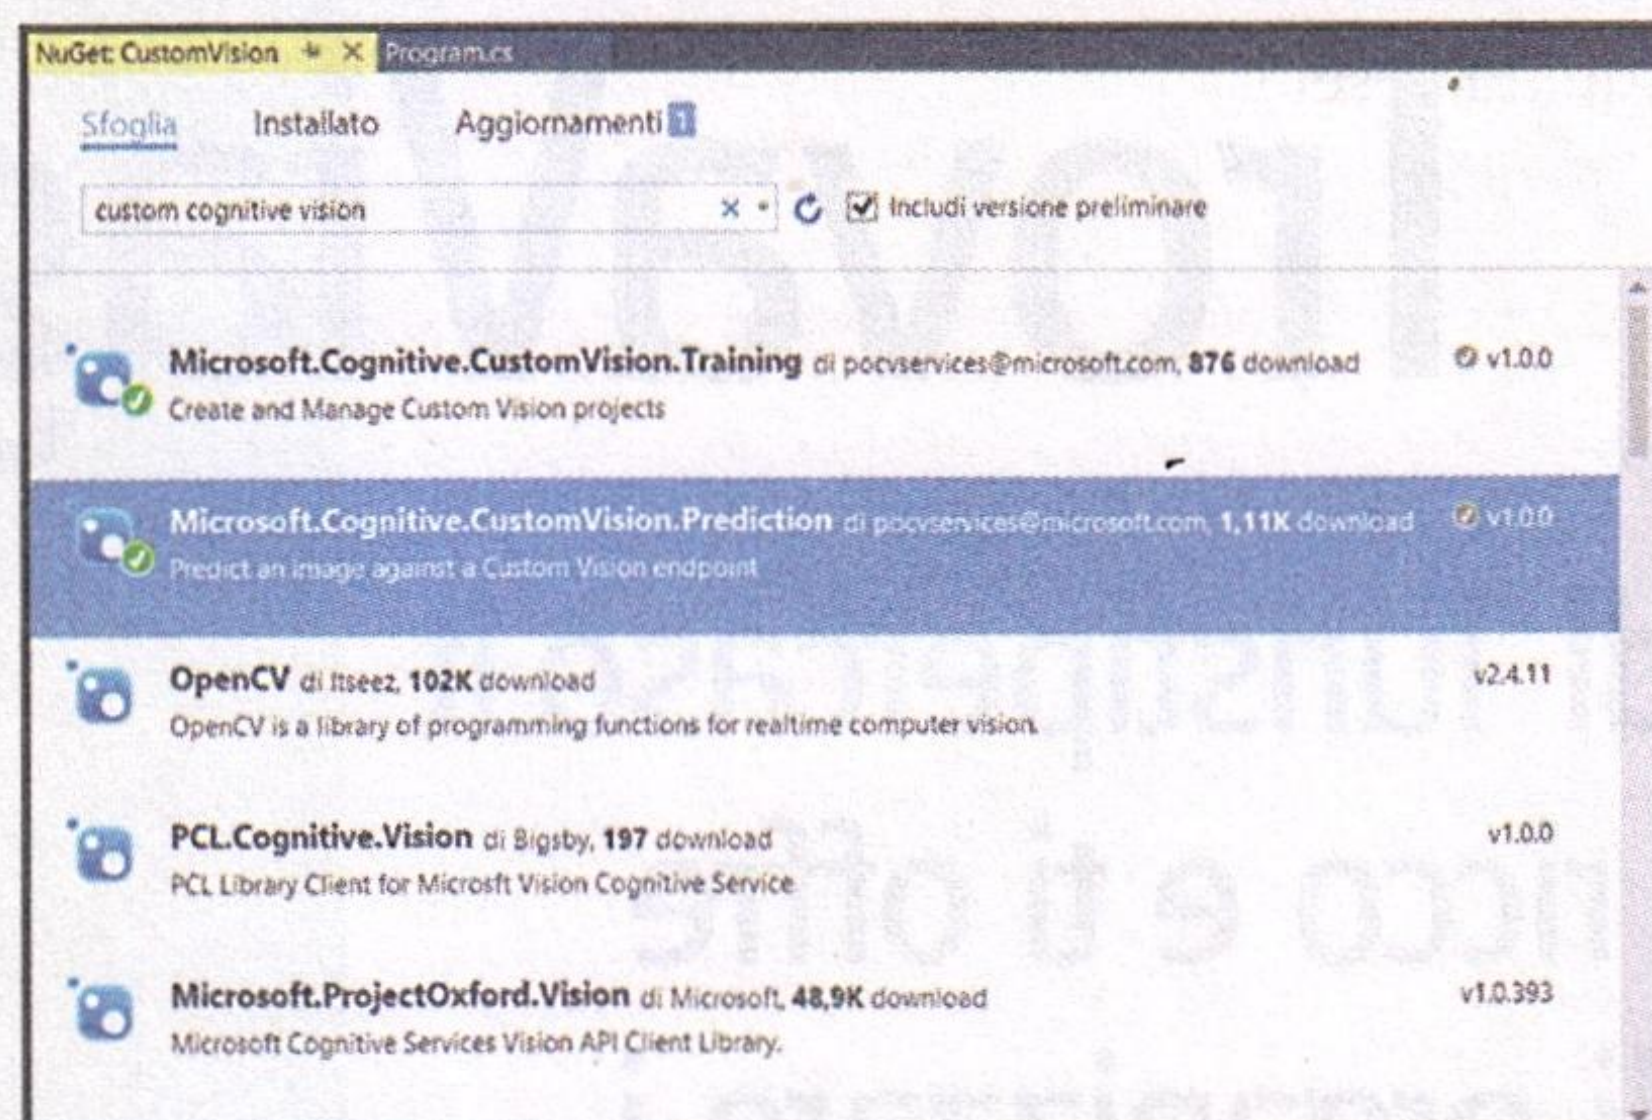 NuGet: CustomVision Program.cs
Sfoglia Installato Aggiornamenti 1
custom cognitive vision Includi versione preliminare
Microsoft.Cognitive.CustomVision.Training di pocvservices@microsoft.com, 876 download v1.0.0
Create and Manage Custom Vision projects
Microsoft.Cognitive.CustomVision.Prediction di pocvservices@microsoft.com, 1,11K download v1.0.0
Predict an image against a Custom Vision endpoint
OpenCV di Itseez, 102K download v2.4.11
OpenCV is a library of programming functions for realtime computer vision.
PCL.Cognitive.Vision di Bigsby, 197 download v1.0.0
PCL Library Client for Microsft Vision Cognitive Service
Microsoft.ProjectOxford.Vision di Microsoft, 48,9K download v1.0.393
Microsoft Cognitive Services Vision API Client Library.